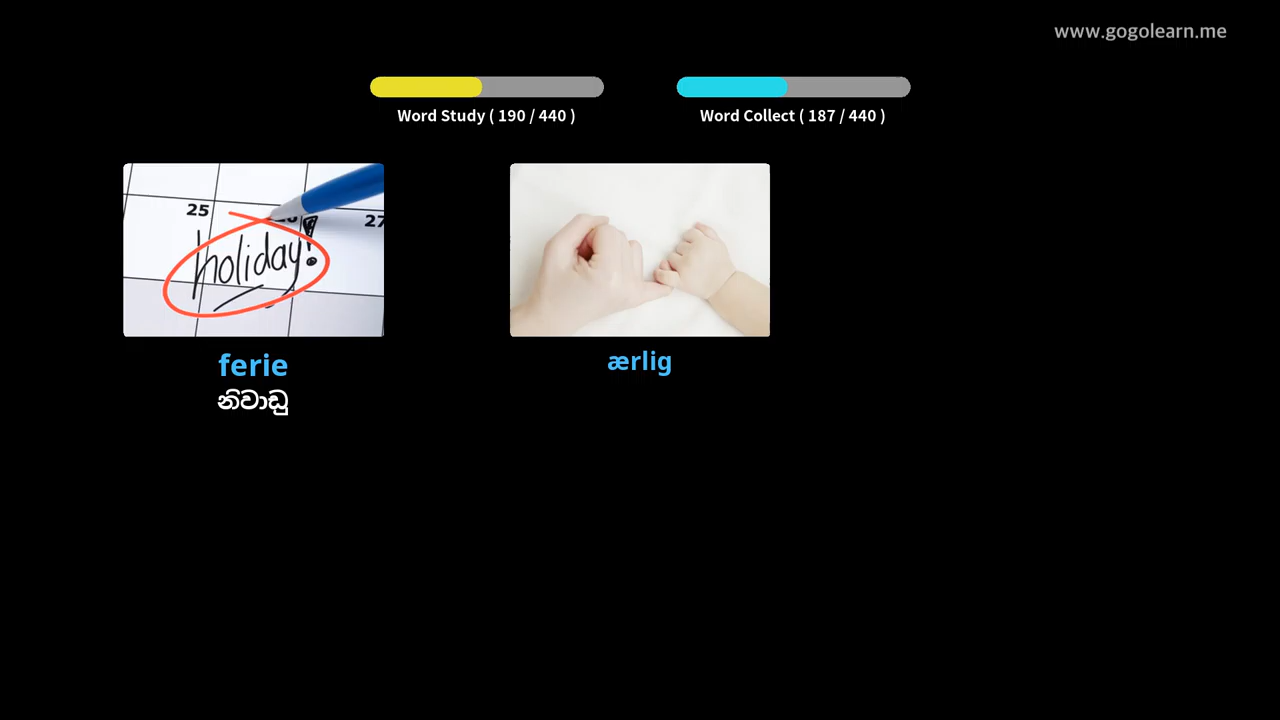 www.gogolearn.me
Word Study ( 190 / 440 )
Word Collect ( 187 / 440 )
25
27
holiday!
ferie
නිවාඩු
ærlig